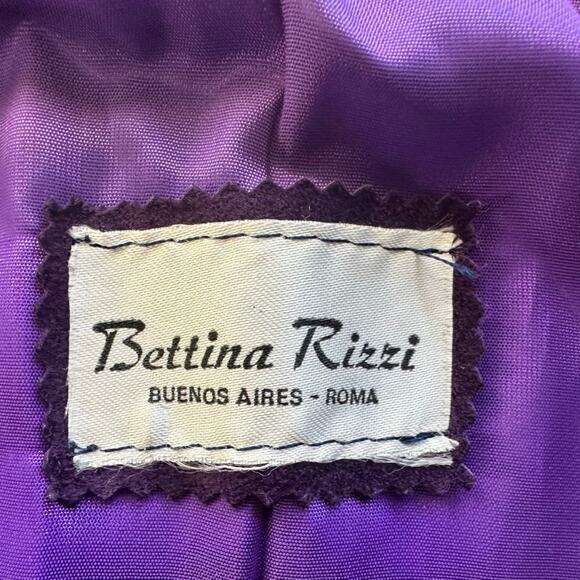 Bettina Rizzi
BUENOS AIRES - ROMA